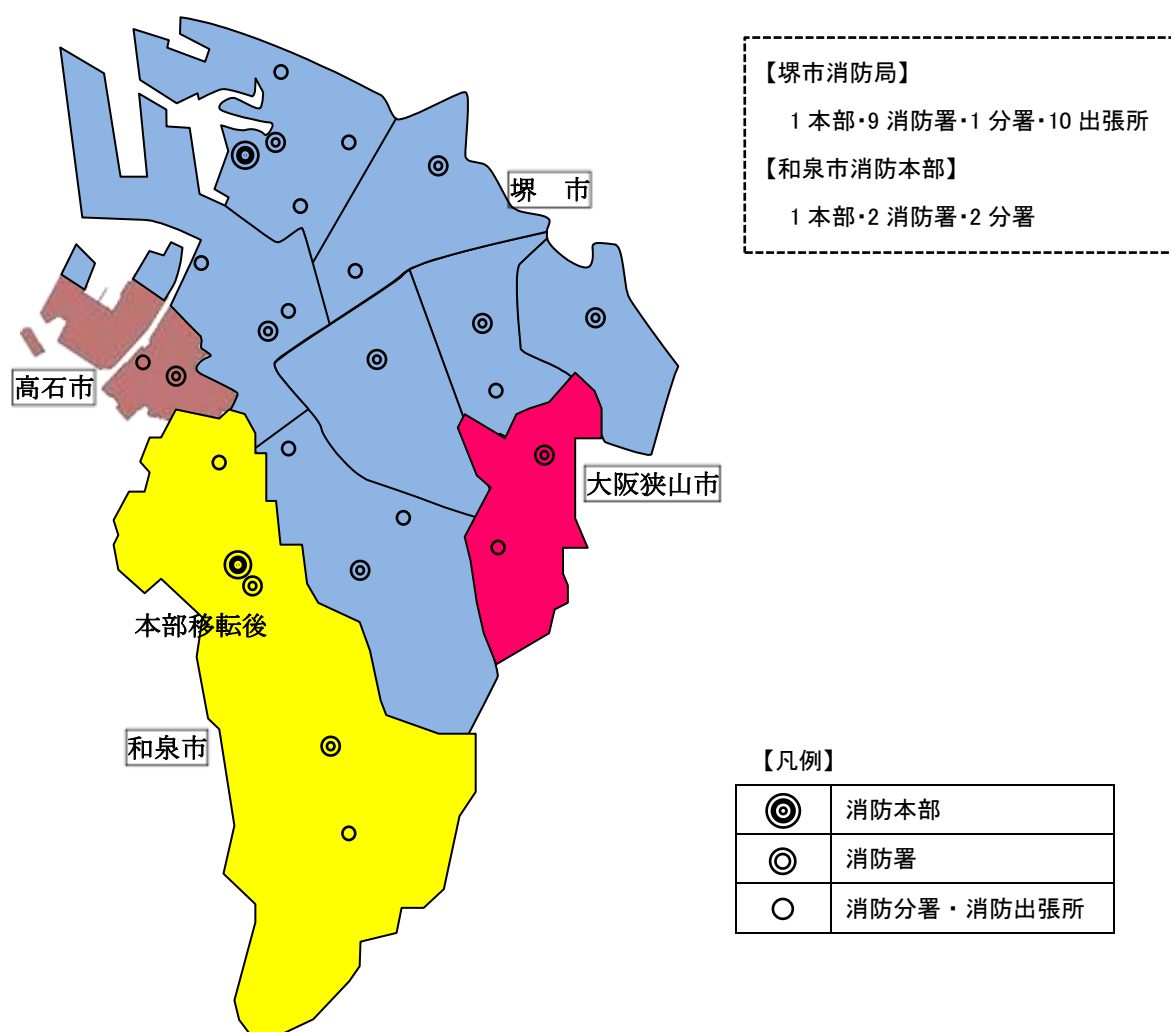 【堺市消防局】
1 本部･9 消防署･1 分署･10 出張所
【和泉市消防本部】
1 本部･2 消防署･2 分署
堺　市
高石市
大阪狭山市
本部移転後
和泉市
【凡例】
消防本部
消防署
消防分署・消防出張所